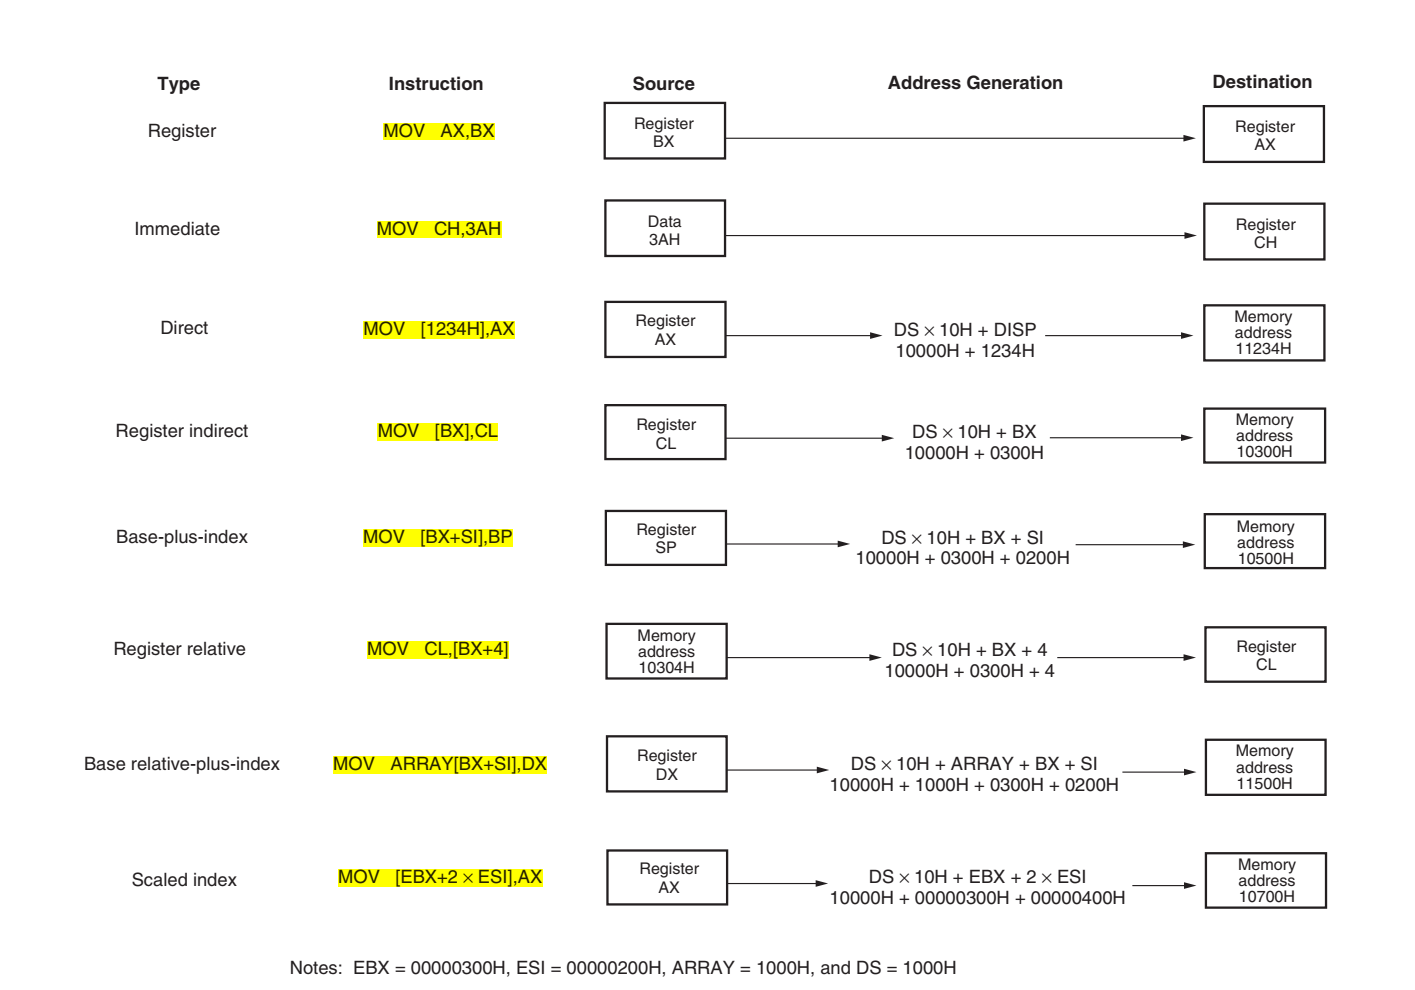 Type Instruction Source Address Generation Destination
Register MOV AX,BX Register
BX Register
AX
Immediate MOV CH,3AH Data
3AH Register
CH
Direct MOV [1234H],AX Register
AX DS × 10H + DISP
10000H + 1234H Memory
address
11234H
Register indirect MOV [BX],CL Register
CL DS × 10H + BX
10000H + 0300H Memory
address
10300H
Base-plus-index MOV [BX+SI],BP Register
SP DS × 10H + BX + SI
10000H + 0300H + 0200H Memory
address
10500H
Register relative MOV CL,[BX+4] Memory
address
10304H DS × 10H + BX + 4
10000H + 0300H + 4 Register
CL
Base relative-plus-index MOV ARRAY[BX+SI],DX Register
DX DS × 10H + ARRAY + BX + SI
10000H + 1000H + 0300H + 0200H Memory
address
11500H
Scaled index MOV [EBX+2 × ESI],AX Register
AX DS × 10H + EBX + 2 × ESI
10000H + 00000300H + 00000400H Memory
address
10700H
Notes: EBX = 00000300H, ESI = 00000200H, ARRAY = 1000H, and DS = 1000H